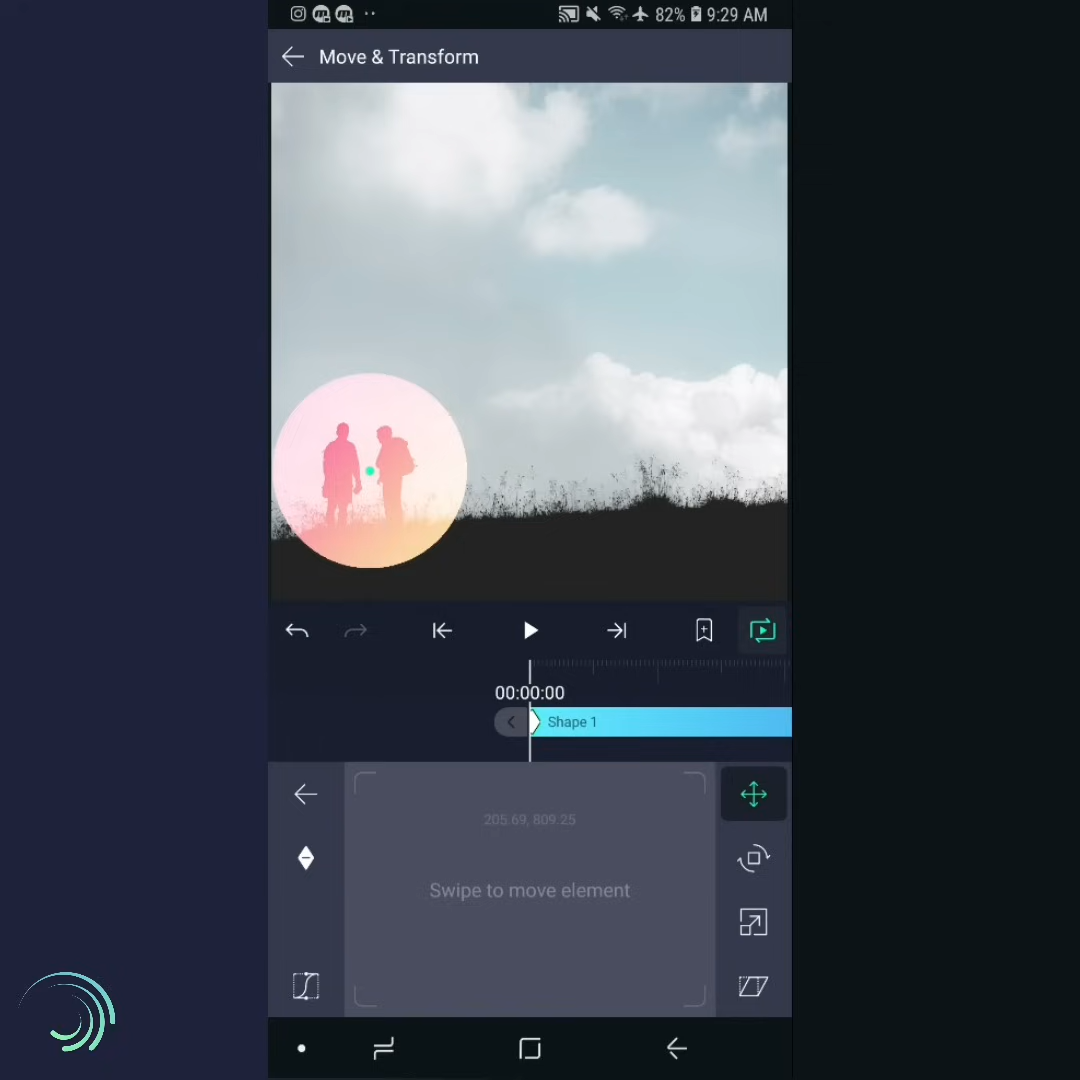 82% 9:29 AM
Move & Transform
00:00:00
Shape 1
205.69, 809.25
Swipe to move element